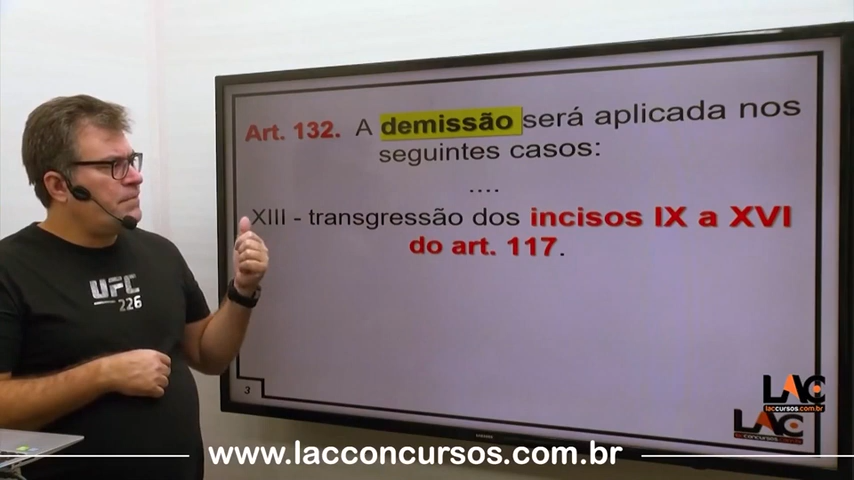 Art. 132. A demissão será aplicada nos
seguintes casos:
....
XIII - transgressão dos incisos IX a XVI
do art. 117.
UFC
226
3
LAC
lacconcursos.com.br
LAC
www.lacconcursos.com.br